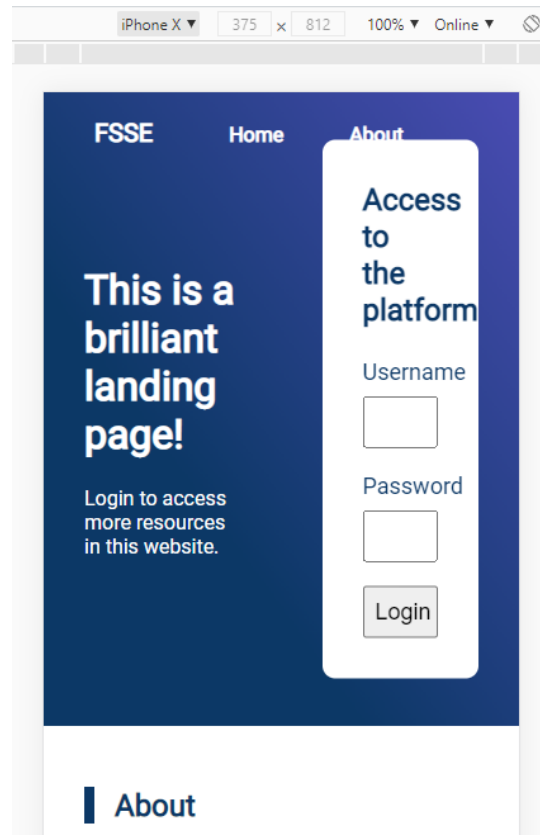 iPhone X ▼ 375 x 812 100% ▼ Online ▼
FSSE Home About
This is a
brilliant
landing
page!
Login to access
more resources
in this website.
Access
to
the
platform
Username
Password
Login
About